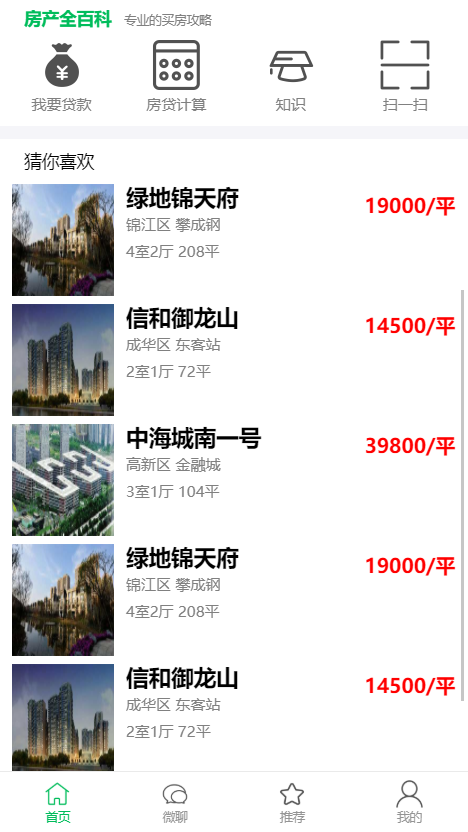 房产全百科 专业的买房攻略
¥
我要贷款 房贷计算 知识 扫一扫
猜你喜欢
绿地锦天府 19000/平
锦江区 攀成钢
4室2厅 208平
信和御龙山 14500/平
成华区 东客站
2室1厅 72平
中海城南一号 39800/平
高新区 金融城
3室1厅 104平
绿地锦天府 19000/平
锦江区 攀成钢
4室2厅 208平
信和御龙山 14500/平
成华区 东客站
2室1厅 72平
首页 微聊 推荐 我的